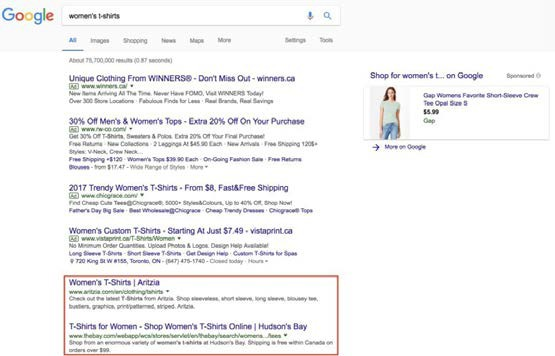 Google
women's t-shirts
All Images Shopping News Maps More Settings Tools
About 75,700,000 results (0.87 seconds)
Unique Clothing From WINNERS® - Don't Miss Out - winners.ca
Ad www.winners.ca/
New Items Arriving All The Time. Never Have FOMO, Visit WINNERS Today!
Over 300 Store Locations · Fabulous Finds for Less · Real Brands, Real Savings
30% Off Men's & Women's Tops - Extra 20% Off Your Purchase
Ad www.rw-co.com/
Get 30% Off T-Shirts, Sweaters & Polos. Extra 20% Off Your Final Purchase!
Free Returns · New Collections · 2 Leggings At $45.90 Each · New Arrivals · Free Shipping 120$+
Styles: V-Neck, Crew Neck...
Free Shipping +$120 · Women's Tops $39.90 Each · On-Going Fashion Sale · Free Returns
Blouses - from $17.47 - Wide Range of Styles · More
2017 Trendy Women's T-Shirts - From $8, Fast&Free Shipping
Ad www.chicgrace.com/
Find Cheap Cute Tees@Chicgrace®, 5000+ Styles&Colours, Up to 40% Off, Shop Now!
Father's Day Big Sale · Best Wholesale@Chicgrace · Cheap Trendy Dresses · Chicgrace® Tops
Women's Custom T-Shirts - Starting At Just $7.49 - vistaprint.ca
Ad www.vistaprint.ca/T-Shirts/Women
No Minimum Order Quantities. Upload Photos & Logos. Design Help Available!
Long Sleeve T-Shirts · Short Sleeve T-Shirts · Get Design Help · Custom T-Shirts for Spas
720 King St W #155, Toronto, ON - (647) 475-1740 - Closed today · Hours
Women's T-Shirts | Aritzia
www.aritzia.com/en/clothing/tshirts
Check out the latest T-Shirts from Aritzia. Shop sleeveless, short sleeve, long sleeve, blousey tee,
bustiers, graphics, print/patterned, striped. Aritzia.
T-Shirts for Women - Shop Women's T-Shirts Online | Hudson's Bay
www.thebay.com/webapp/wcs/stores/servlet/en/thebay/search/womens.../tees
Shop from an enormous variety of women's t-shirts at Hudson's Bay. Shipping is free within Canada on
orders over $99.
Shop for women's t... on Google Sponsored
Gap Womens Favorite Short-Sleeve Crew
Tee Opal Size S
$5.99
Gap
More on Google